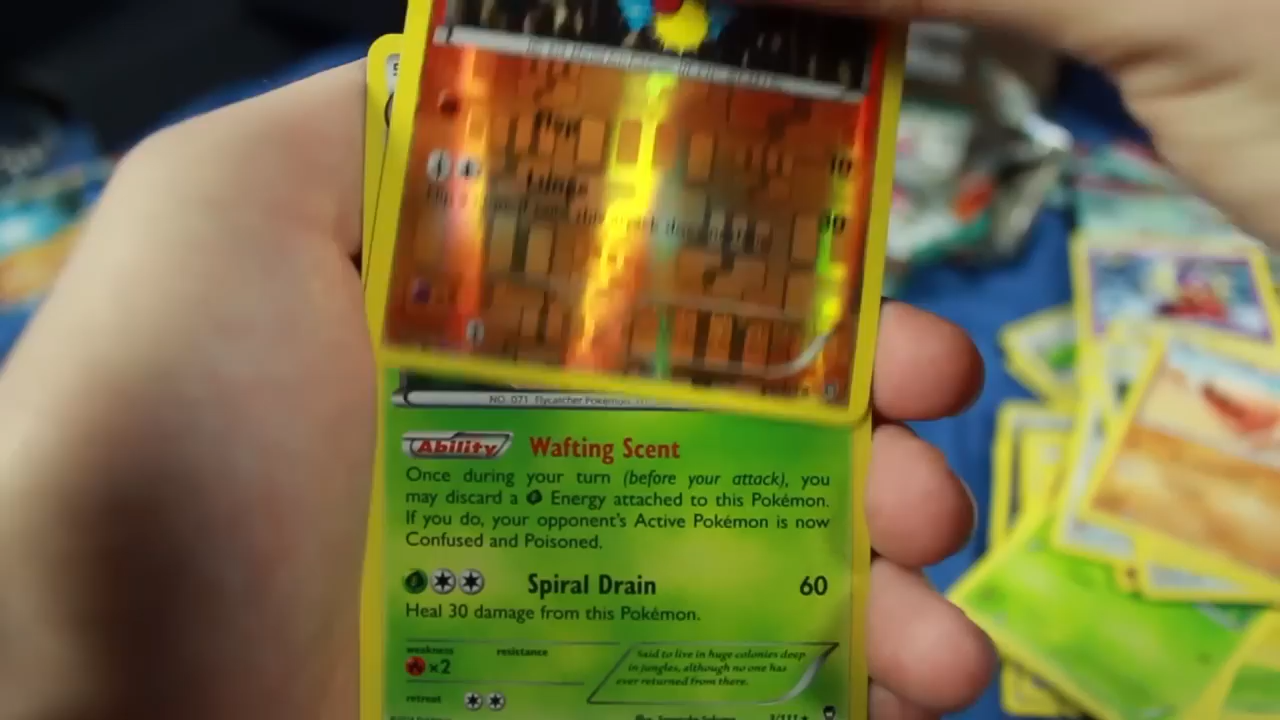 10
NO. 071 Flycatcher Pokémon
Ability Wafting Scent
Once during your turn (before your attack), you
may discard a Energy attached to this Pokémon.
If you do, your opponent's Active Pokémon is now
Confused and Poisoned.
Spiral Drain 60
Heal 30 damage from this Pokémon.
weakness resistance
×2
Said to live in huge colonies deep
in jungles, although no one has
ever returned from there.
retreat
3/111